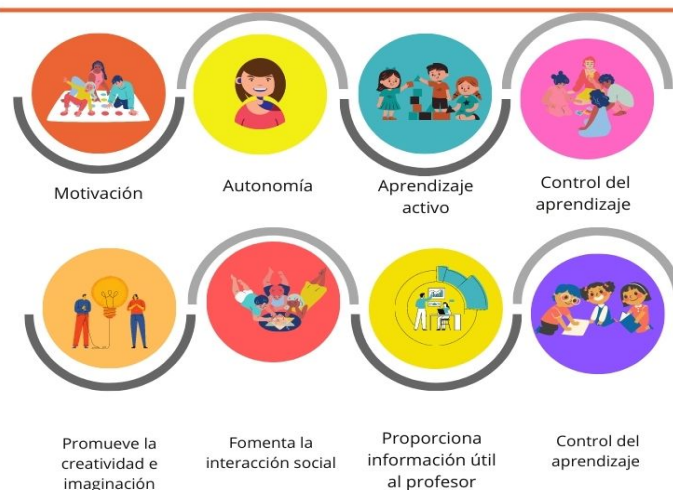 Motivación
Autonomía
Aprendizaje
activo
Control del
aprendizaje
Promueve la
creatividad e
imaginación
Fomenta la
interacción social
Proporciona
información útil
al profesor
Control del
aprendizaje